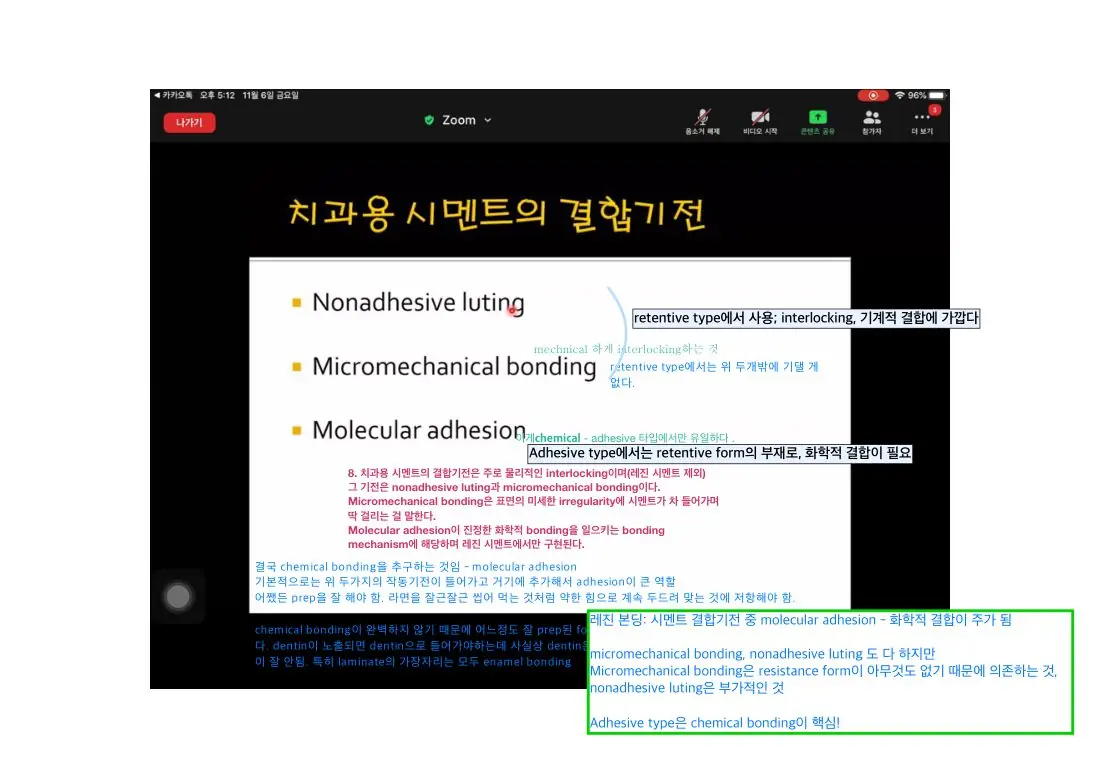 ◀ 카카오톡 오후 5:12 11월 6일 금요일
96%
나가기
Zoom
음소거 해제
비디오 시작
콘텐츠 공유
참가자
3
더 보기
치과용 시멘트의 결합기전
Nonadhesive luting
retentive type에서 사용; interlocking, 기계적 결합에 가깝다
mechnical 하게 interlocking하는 것
Micromechanical bonding
retentive type에서는 위 두개밖에 기댈 게
없다.
Molecular adhesion
이게chemical - adhesive 타입에서만 유일하다 .
Adhesive type에서는 retentive form의 부재로, 화학적 결합이 필요
8. 치과용 시멘트의 결합기전은 주로 물리적인 interlocking이며(레진 시멘트 제외)
그 기전은 nonadhesive luting과 micromechanical bonding이다.
Micromechanical bonding은 표면의 미세한 irregularity에 시멘트가 차 들어가며
딱 걸리는 걸 말한다.
Molecular adhesion이 진정한 화학적 bonding을 일으키는 bonding
mechanism에 해당하며 레진 시멘트에서만 구현된다.
결국 chemical bonding을 추구하는 것임 - molecular adhesion
기본적으로는 위 두가지의 작동기전이 들어가고 거기에 추가해서 adhesion이 큰 역할
어쨌든 prep을 잘 해야 함. 라면을 잘근잘근 씹어 먹는 것처럼 약한 힘으로 계속 두드려 맞는 것에 저항해야 함.
chemical bonding이 완벽하지 않기 때문에 어느정도 잘 prep된 fo
다. dentin이 노출되면 dentin으로 들어가야하는데 사실상 dentin은
이 잘 안됨. 특히 laminate의 가장자리는 모두 enamel bonding
레진 본딩: 시멘트 결합기전 중 molecular adhesion - 화학적 결합이 주가 됨
micromechanical bonding, nonadhesive luting 도 다 하지만
Micromechanical bonding은 resistance form이 아무것도 없기 때문에 의존하는 것,
nonadhesive luting은 부가적인 것
Adhesive type은 chemical bonding이 핵심!